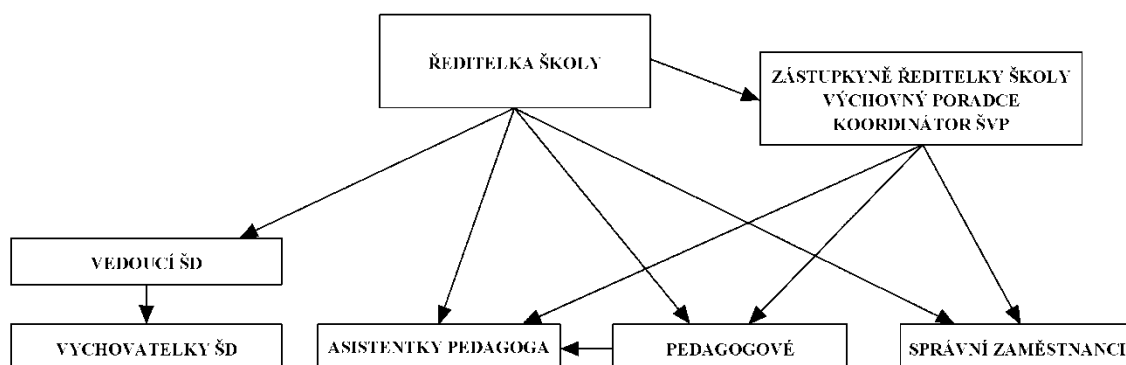 ŘEDITELKA ŠKOLY
ZÁSTUPKYNĚ ŘEDITELKY ŠKOLY
VÝCHOVNÝ PORADCE
KOORDINÁTOR ŠVP
VEDOUCÍ ŠD
VYCHOVATELKY ŠD
ASISTENTKY PEDAGOGA
PEDAGOGOVÉ
SPRÁVNÍ ZAMĚSTNANCI